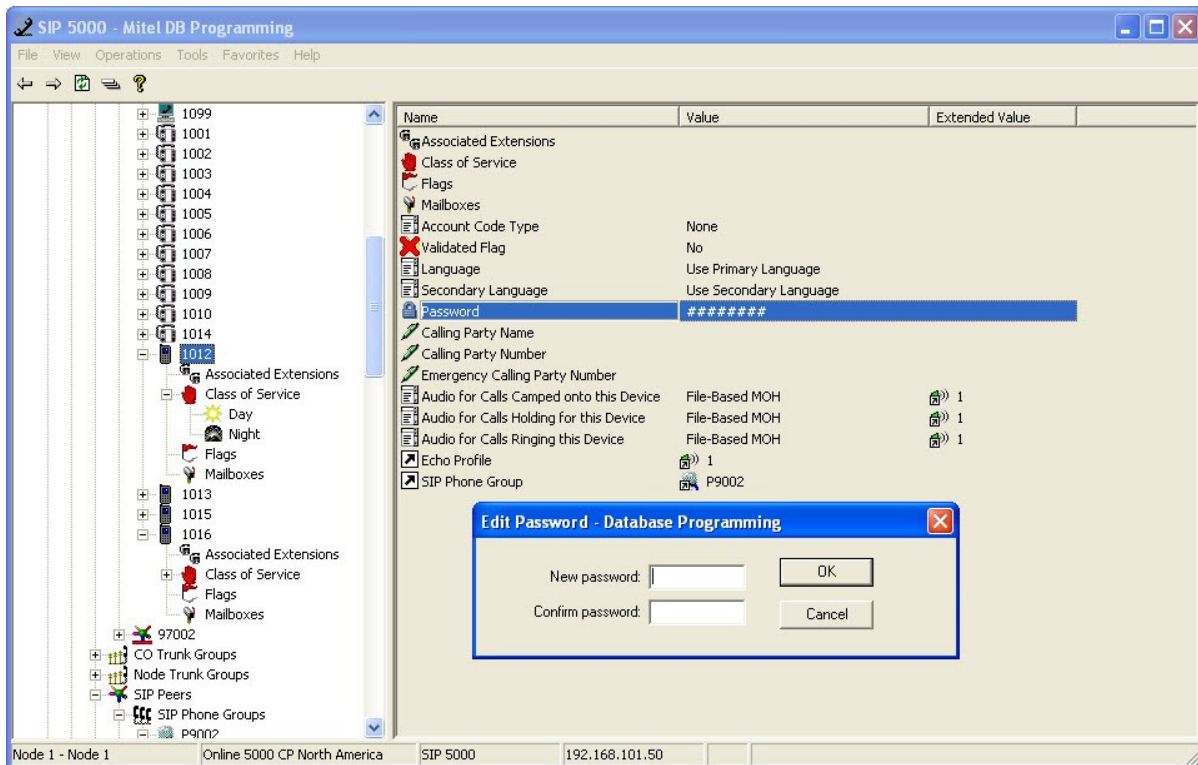 SIP 5000 - Mitel DB Programming
File View Operations Tools Favorites Help
1099
1001
1002
1003
1004
1005
1006
1007
1008
1009
1010
1014
1012
Associated Extensions
Class of Service
Day
Night
Flags
Mailboxes
1013
1015
1016
Associated Extensions
Class of Service
Flags
Mailboxes
97002
CO Trunk Groups
Node Trunk Groups
SIP Peers
SIP Phone Groups
P9002
Name Value Extended Value
Associated Extensions
Class of Service
Flags
Mailboxes
Account Code Type None
Validated Flag No
Language Use Primary Language
Secondary Language Use Secondary Language
Password ########
Calling Party Name
Calling Party Number
Emergency Calling Party Number
Audio for Calls Camped onto this Device File-Based MOH 1
Audio for Calls Holding for this Device File-Based MOH 1
Audio for Calls Ringing this Device File-Based MOH 1
Echo Profile 1
SIP Phone Group P9002
Edit Password - Database Programming
New password: OK
Confirm password: Cancel
Node 1 - Node 1 Online 5000 CP North America SIP 5000 192.168.101.50